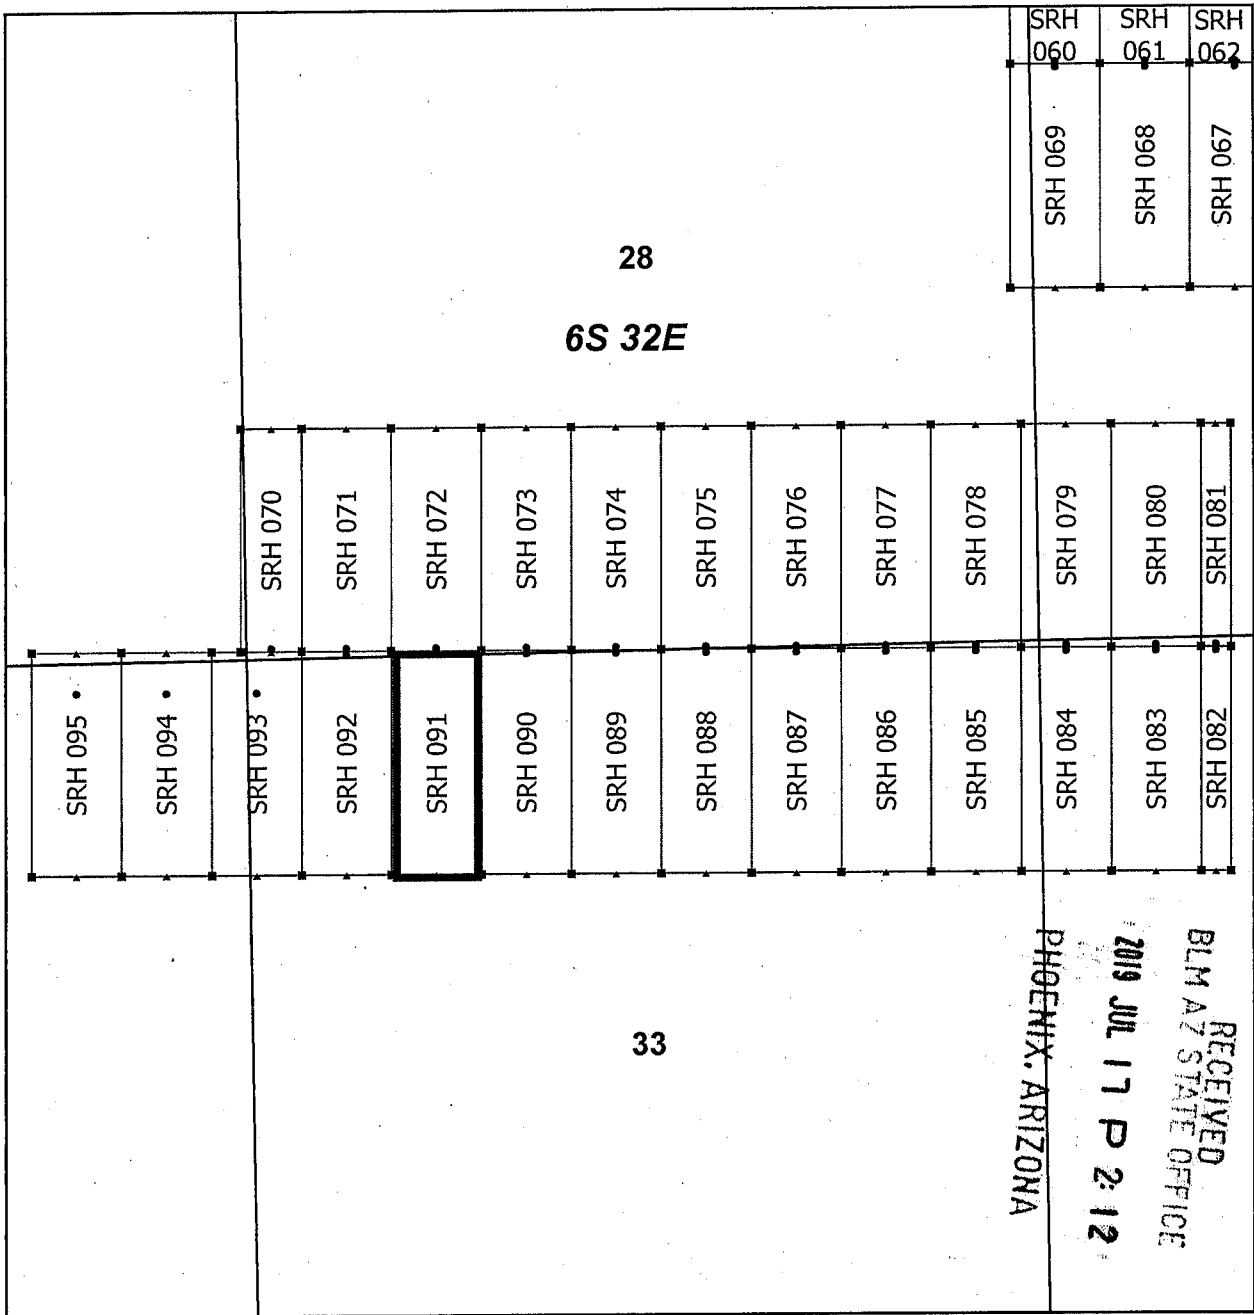 SRH
060
SRH
061
SRH
062
SRH 069
SRH 068
SRH 067
28
6S 32E
SRH 070
SRH 071
SRH 072
SRH 073
SRH 074
SRH 075
SRH 076
SRH 077
SRH 078
SRH 079
SRH 080
SRH 081
SRH 095
SRH 094
SRH 093
SRH 092
SRH 091
SRH 090
SRH 089
SRH 088
SRH 087
SRH 086
SRH 085
SRH 084
SRH 083
SRH 082
33
RECEIVED
BLM AZ STATE OFFICE
2019 JUL 17 P 2:12
PHOENIX, ARIZONA